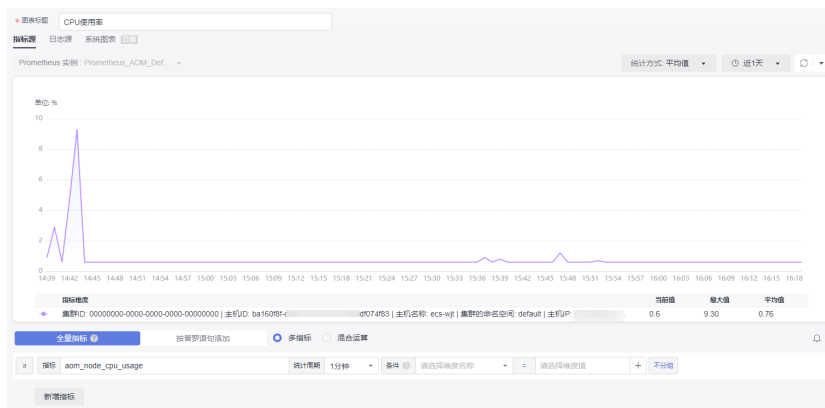 * 图表标题 CPU使用率
指标源 日志源 系统图表
Prometheus 实例 : Prometheus_AOM_Def... 统计方式: 平均值 近1天
单位: %
10
8
6
4
2
0
14:39 14:42 14:45 14:48 14:51 14:54 14:57 15:00 15:03 15:06 15:09 15:12 15:15 15:18 15:21 15:24 15:27 15:30 15:33 15:36 15:39 15:42 15:45 15:48 15:51 15:54 15:57 16:00 16:03 16:06 16:09 16:12 16:15 16:18
指标维度 当前值 最大值 平均值
集群ID: 00000000-0000-0000-0000-00000000 | 主机ID: ba160f8f- df074f83 | 主机名称: ecs-wjt | 集群的命名空间: default | 主机IP: 0.6 9.30 0.76
全量指标 按普罗语句添加 多指标 混合运算
a 指标 aom_node_cpu_usage 统计周期 1分钟 条件 请选择维度名称 = 请选择维度值 + 不分组
新增指标